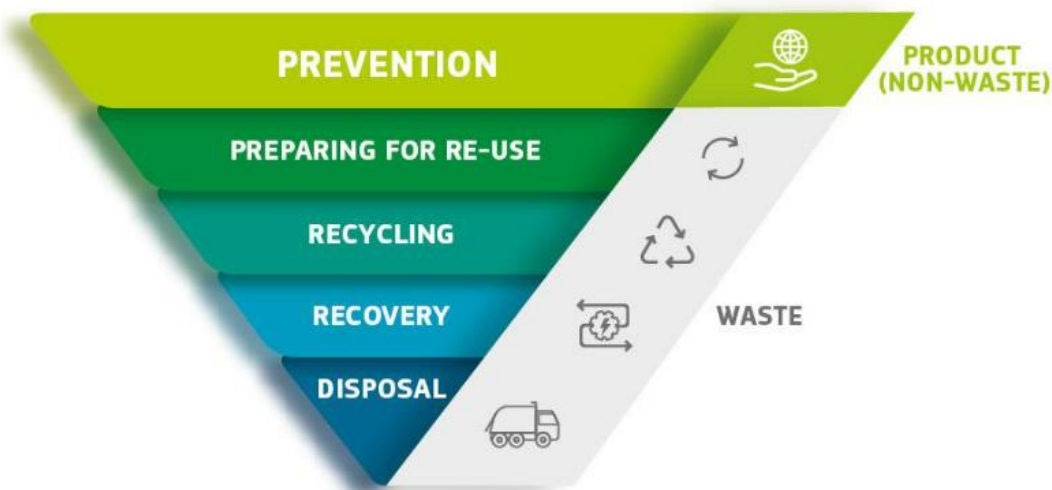 PREVENTION
PRODUCT
(NON-WASTE)
PREPARING FOR RE-USE
RECYCLING
RECOVERY
WASTE
DISPOSAL